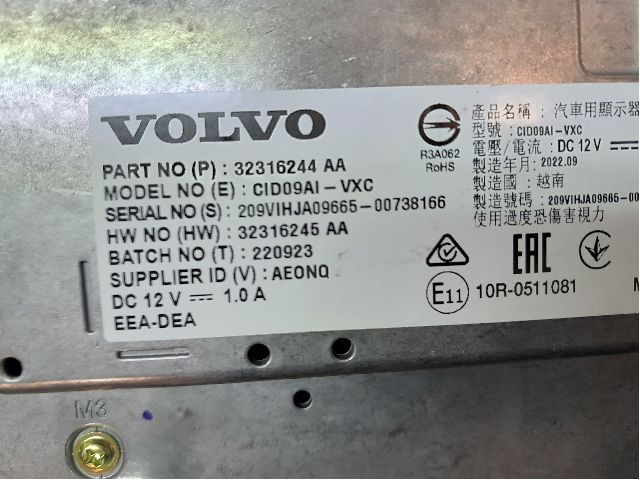 VOLVO
PART NO (P) : 32316244 AA
MODEL NO (E) : CID09AI-VXC
SERIAL NO (S) : 209VIHJA09665-00738166
HW NO (HW) : 32316245 AA
BATCH NO (T) : 220923
SUPPLIER ID (V) : AEONQ
DC 12 V ⎓ 1.0 A
EEA-DEA
R3A062
RoHS
產品名稱 : 汽車用顯示器
型號 : CID09AI-VXC
電壓/電流 : DC 12V ⎓
製造年月 : 2022.09
製造國 : 越南
製造號碼 : 209VIHJA09665-00
使用過度恐傷害視力
EAC
E11 10R-0511081
M3